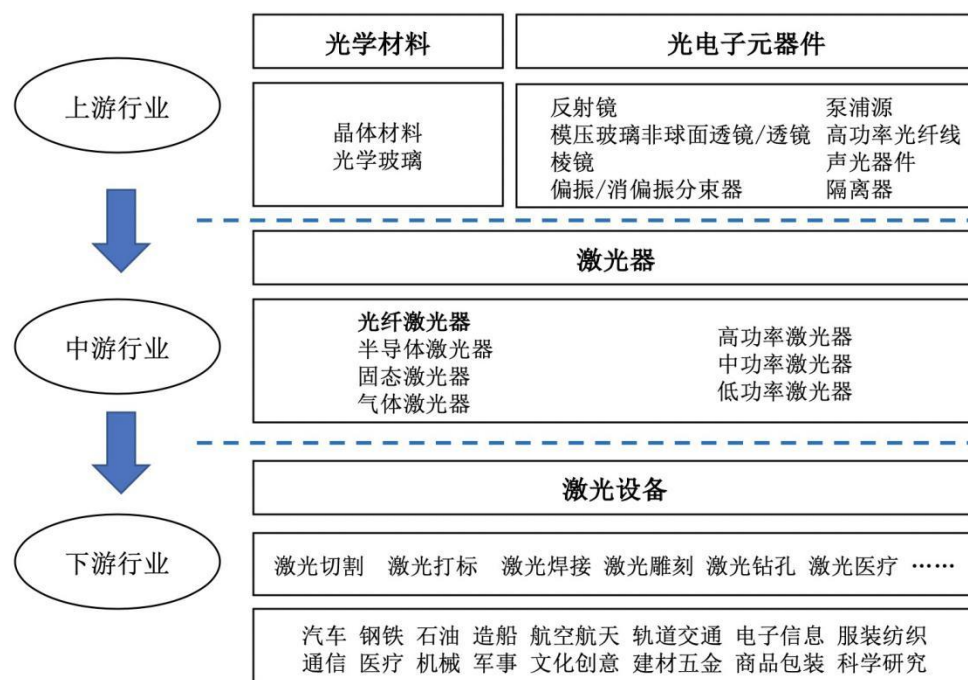 光学材料 光电子元器件
上游行业
晶体材料
光学玻璃
反射镜 泵浦源
模压玻璃非球面透镜/透镜 高功率光纤线
棱镜 声光器件
偏振/消偏振分束器 隔离器
激光器
中游行业
光纤激光器
半导体激光器
固态激光器
气体激光器
高功率激光器
中功率激光器
低功率激光器
激光设备
下游行业
激光切割 激光打标 激光焊接 激光雕刻 激光钻孔 激光医疗 ……
汽车 钢铁 石油 造船 航空航天 轨道交通 电子信息 服装纺织
通信 医疗 机械 军事 文化创意 建材五金 商品包装 科学研究